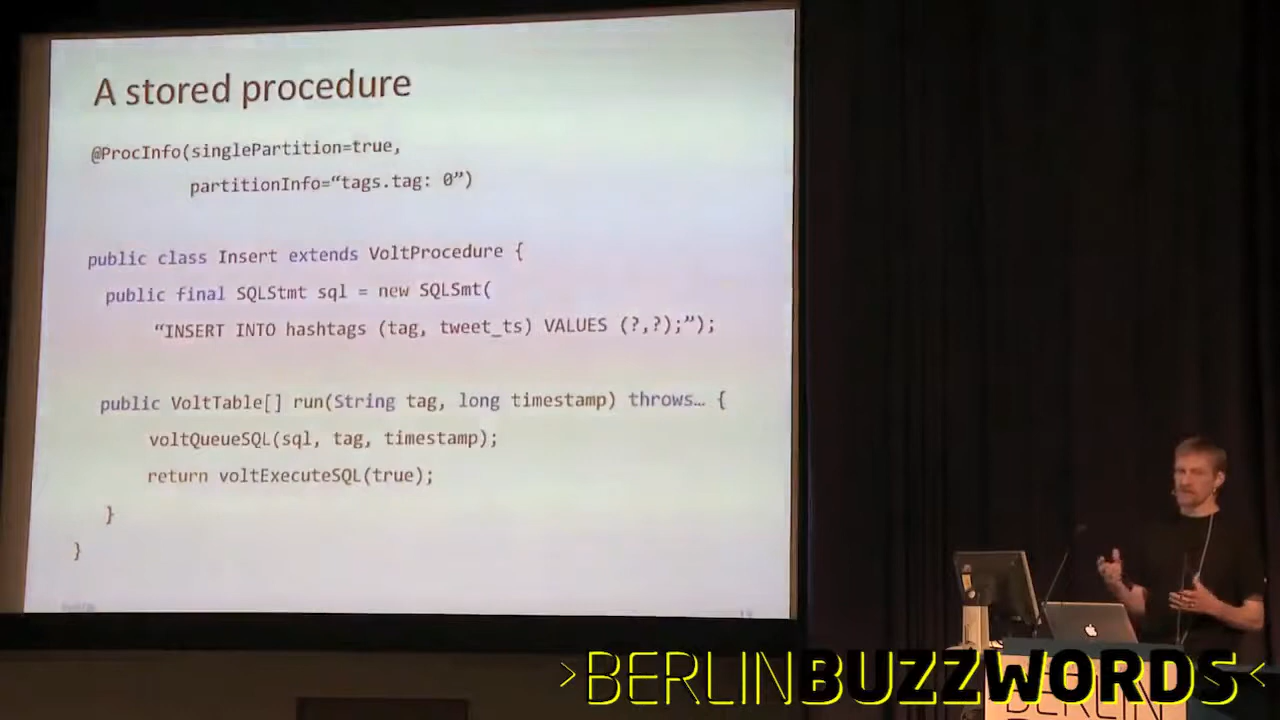 A stored procedure
@ProcInfo(singlePartition=true,
partitionInfo=“tags.tag: 0”)
public class Insert extends VoltProcedure {
public final SQLStmt sql = new SQLSmt(
“INSERT INTO hashtags (tag, tweet_ts) VALUES (?,?);”);
public VoltTable[] run(String tag, long timestamp) throws… {
voltQueueSQL(sql, tag, timestamp);
return voltExecuteSQL(true);
}
}
>BERLINBUZZWORDS<